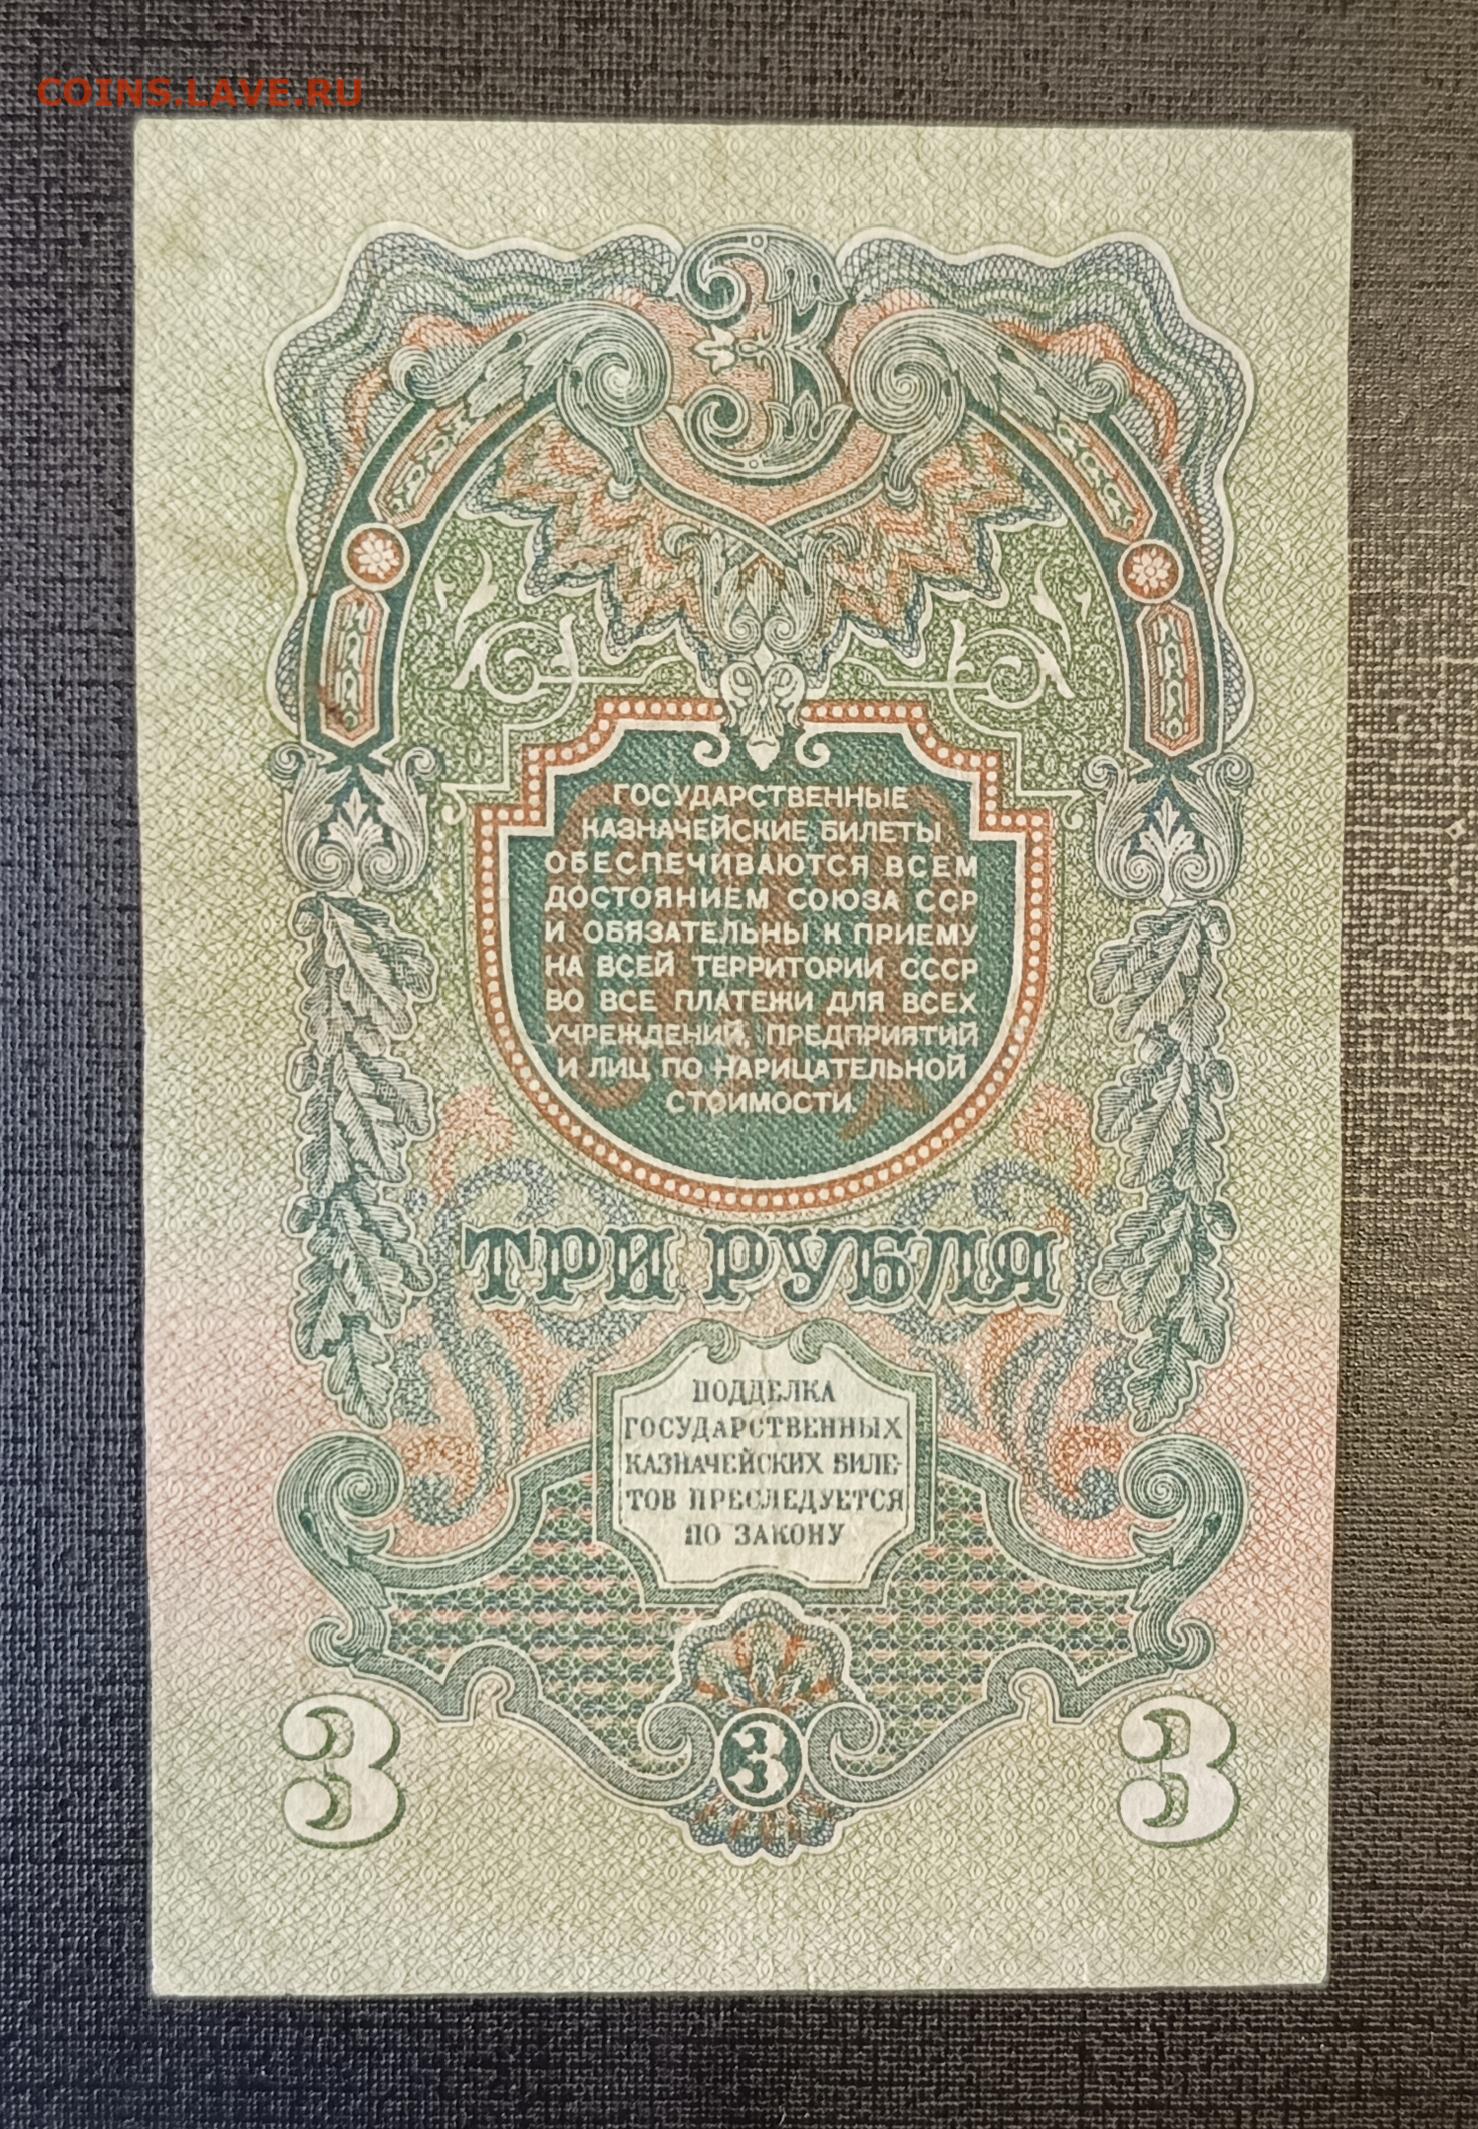 COINS.LAVE.RU
3
ГОСУДАРСТВЕННЫЕ
КАЗНАЧЕЙСКИЕ БИЛЕТЫ
ОБЕСПЕЧИВАЮТСЯ ВСЕМ
ДОСТОЯНИЕМ СОЮЗА ССР
И ОБЯЗАТЕЛЬНЫ К ПРИЕМУ
НА ВСЕЙ ТЕРРИТОРИИ СССР
ВО ВСЕ ПЛАТЕЖИ ДЛЯ ВСЕХ
УЧРЕЖДЕНИЙ, ПРЕДПРИЯТИЙ
И ЛИЦ ПО НАРИЦАТЕЛЬНОЙ
СТОИМОСТИ
ТРИ РУБЛЯ
ПОДДЕЛКА
ГОСУДАРСТВЕННЫХ
КАЗНАЧЕЙСКИХ БИЛЕ-
ТОВ ПРЕСЛЕДУЕТСЯ
ПО ЗАКОНУ
3 3 3